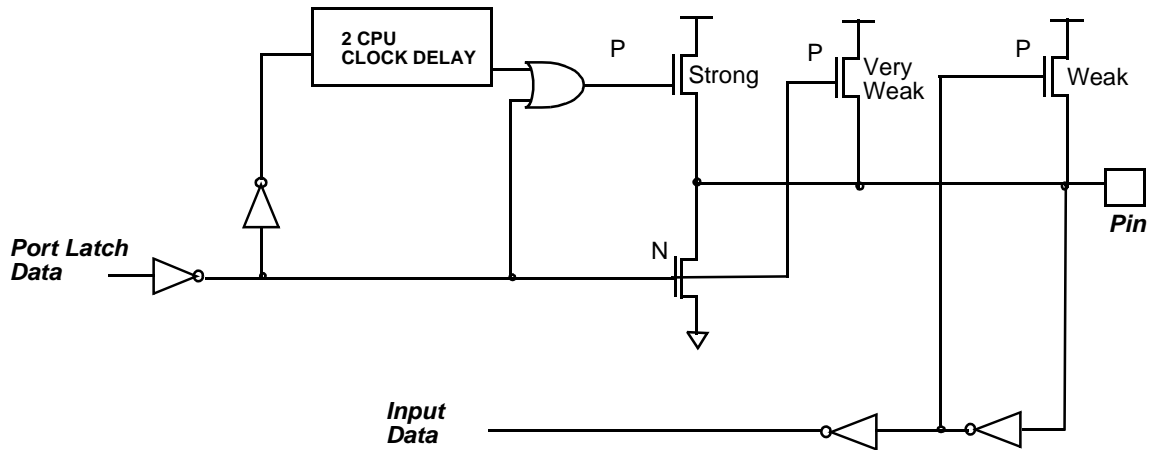 2 CPU
CLOCK DELAY
P
Strong
P
Very
Weak
P
Weak
Pin
N
Port Latch
Data
Input
Data